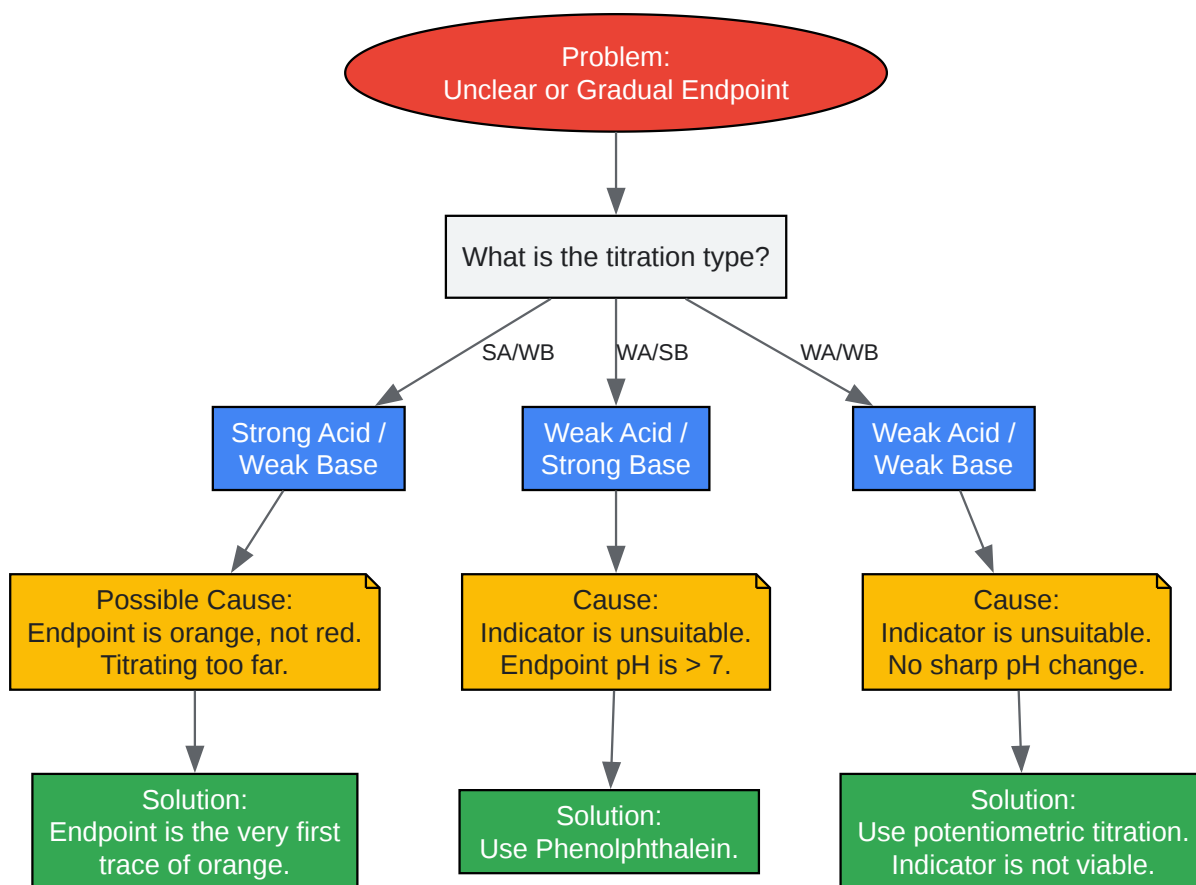 Problem:
Unclear or Gradual Endpoint
What is the titration type?
SA/WB
WA/SB
WA/WB
Strong Acid /
Weak Base
Weak Acid /
Strong Base
Weak Acid /
Weak Base
Possible Cause:
Endpoint is orange, not red.
Titrating too far.
Cause:
Indicator is unsuitable.
Endpoint pH is > 7.
Cause:
Indicator is unsuitable.
No sharp pH change.
Solution:
Endpoint is the very first
trace of orange.
Solution:
Use Phenolphthalein.
Solution:
Use potentiometric titration.
Indicator is not viable.